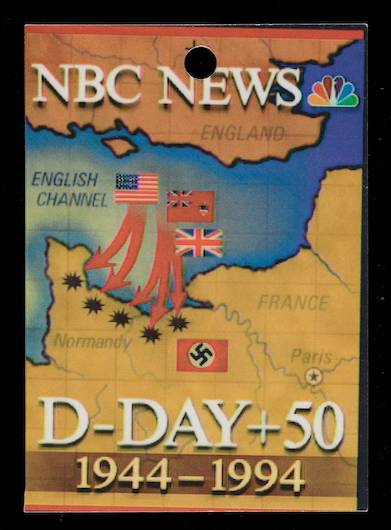 NBC NEWS
ENGLAND
ENGLISH
CHANNEL
FRANCE
Normandy
Paris
D-DAY+50
1944-1994